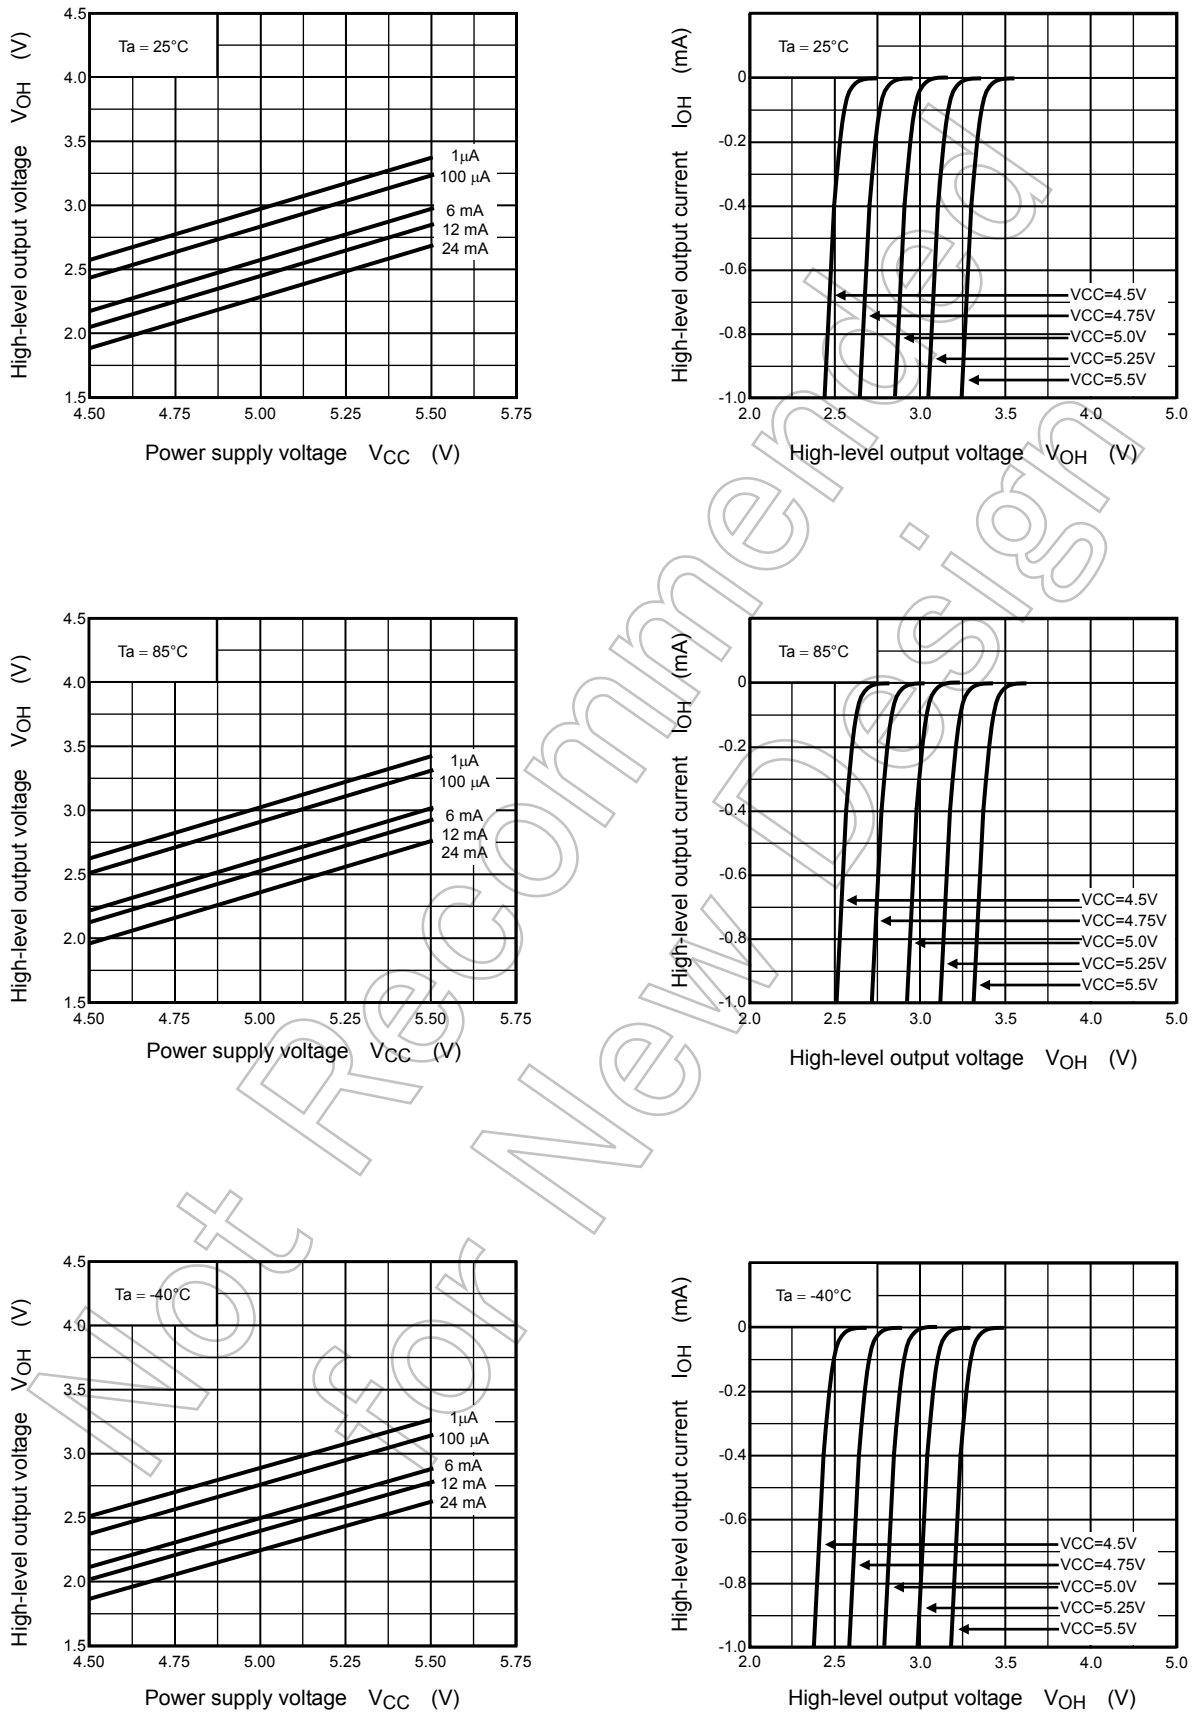 4.5
Ta = 25°C
4.0
3.5
3.0
2.5
2.0
1.5
1μA
100 μA
6 mA
12 mA
24 mA
4.50 4.75 5.00 5.25 5.50 5.75
High-level output voltage VOH (V)
Power supply voltage VCC (V)
Ta = 25°C
0
-0.2
-0.4
-0.6
-0.8
-1.0
VCC=4.5V
VCC=4.75V
VCC=5.0V
VCC=5.25V
VCC=5.5V
2.0 2.5 3.0 3.5 4.0 5.0
High-level output current IOH (mA)
High-level output voltage VOH (V)
4.5
Ta = 85°C
4.0
3.5
3.0
2.5
2.0
1.5
1μA
100 μA
6 mA
12 mA
24 mA
4.50 4.75 5.00 5.25 5.50 5.75
High-level output voltage VOH (V)
Power supply voltage VCC (V)
Ta = 85°C
0
-0.2
-0.4
-0.6
-0.8
-1.0
VCC=4.5V
VCC=4.75V
VCC=5.0V
VCC=5.25V
VCC=5.5V
2.0 2.5 3.0 3.5 4.0 5.0
High-level output current IOH (mA)
High-level output voltage VOH (V)
4.5
Ta = -40°C
4.0
3.5
3.0
2.5
2.0
1.5
1μA
100 μA
6 mA
12 mA
24 mA
4.50 4.75 5.00 5.25 5.50 5.75
High-level output voltage VOH (V)
Power supply voltage VCC (V)
Ta = -40°C
0
-0.2
-0.4
-0.6
-0.8
-1.0
VCC=4.5V
VCC=4.75V
VCC=5.0V
VCC=5.25V
VCC=5.5V
2.0 2.5 3.0 3.5 4.0 5.0
High-level output current IOH (mA)
High-level output voltage VOH (V)
Not Recommended
for New Design